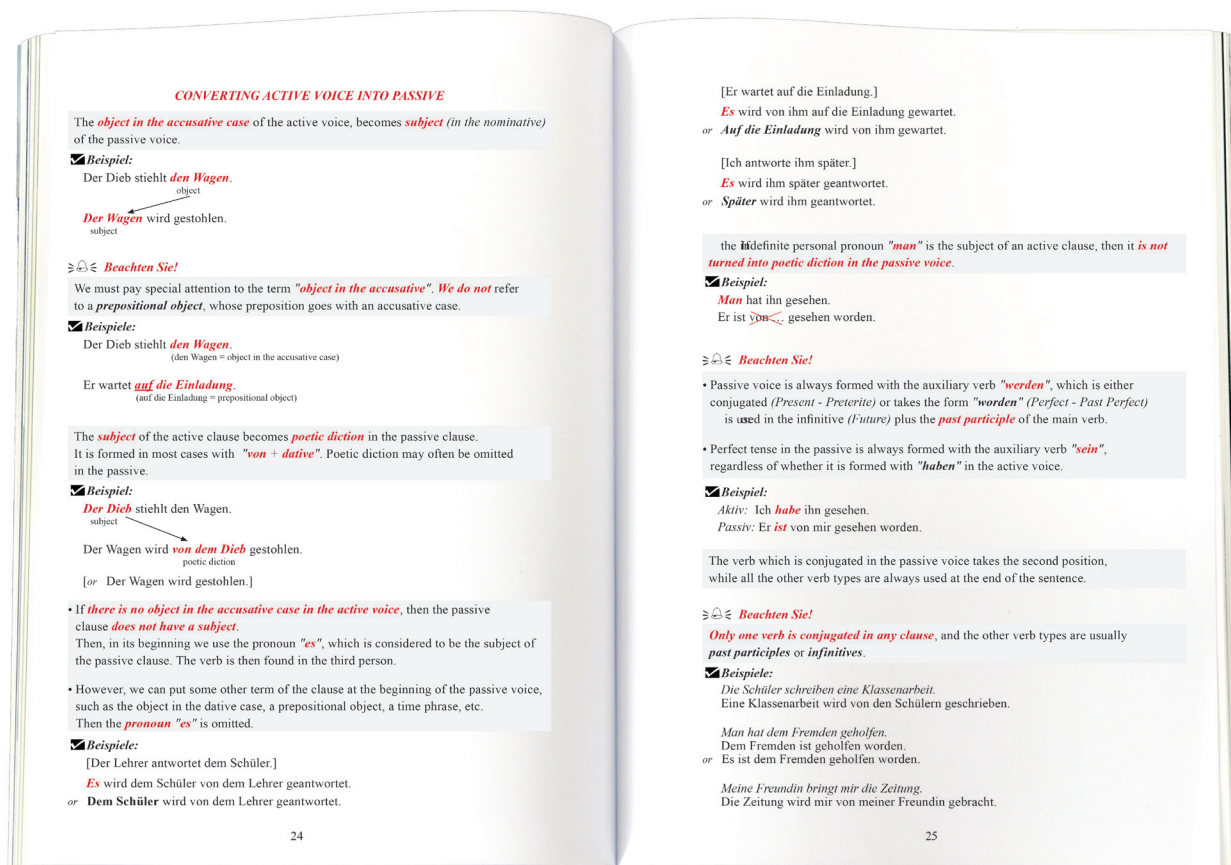 CONVERTING ACTIVE VOICE INTO PASSIVE
The object in the accusative case of the active voice, becomes subject (in the nominative)
of the passive voice.
Beispiel:
Der Dieb stiehlt den Wagen.
object
Der Wagen wird gestohlen.
subject
Beachten Sie!
We must pay special attention to the term "object in the accusative". We do not refer
to a prepositional object, whose preposition goes with an accusative case.
Beispiele:
Der Dieb stiehlt den Wagen.
(den Wagen = object in the accusative case)
Er wartet auf die Einladung.
(auf die Einladung = prepositional object)
The subject of the active clause becomes poetic diction in the passive clause.
It is formed in most cases with "von + dative". Poetic diction may often be omitted
in the passive.
Beispiel:
Der Dieb stiehlt den Wagen.
subject
Der Wagen wird von dem Dieb gestohlen.
poetic diction
[or Der Wagen wird gestohlen.]
• If there is no object in the accusative case in the active voice, then the passive
clause does not have a subject.
Then, in its beginning we use the pronoun "es", which is considered to be the subject of
the passive clause. The verb is then found in the third person.
• However, we can put some other term of the clause at the beginning of the passive voice,
such as the object in the dative case, a prepositional object, a time phrase, etc.
Then the pronoun "es" is omitted.
Beispiele:
[Der Lehrer antwortet dem Schüler.]
Es wird dem Schüler von dem Lehrer geantwortet.
or Dem Schüler wird von dem Lehrer geantwortet.
24
[Er wartet auf die Einladung.]
Es wird von ihm auf die Einladung gewartet.
or Auf die Einladung wird von ihm gewartet.
[Ich antworte ihm später.]
Es wird ihm später geantwortet.
or Später wird ihm geantwortet.
the indefinite personal pronoun "man" is the subject of an active clause, then it is not
turned into poetic diction in the passive voice.
Beispiel:
Man hat ihn gesehen.
Er ist von… gesehen worden.
Beachten Sie!
• Passive voice is always formed with the auxiliary verb "werden", which is either
conjugated (Present - Preterite) or takes the form "worden" (Perfect - Past Perfect)
is used in the infinitive (Future) plus the past participle of the main verb.
• Perfect tense in the passive is always formed with the auxiliary verb "sein",
regardless of whether it is formed with "haben" in the active voice.
Beispiel:
Aktiv: Ich habe ihn gesehen.
Passiv: Er ist von mir gesehen worden.
The verb which is conjugated in the passive voice takes the second position,
while all the other verb types are always used at the end of the sentence.
Beachten Sie!
Only one verb is conjugated in any clause, and the other verb types are usually
past participles or infinitives.
Beispiele:
Die Schüler schreiben eine Klassenarbeit.
Eine Klassenarbeit wird von den Schülern geschrieben.
Man hat dem Fremden geholfen.
Dem Fremden ist geholfen worden.
or Es ist dem Fremden geholfen worden.
Meine Freundin bringt mir die Zeitung.
Die Zeitung wird mir von meiner Freundin gebracht.
25